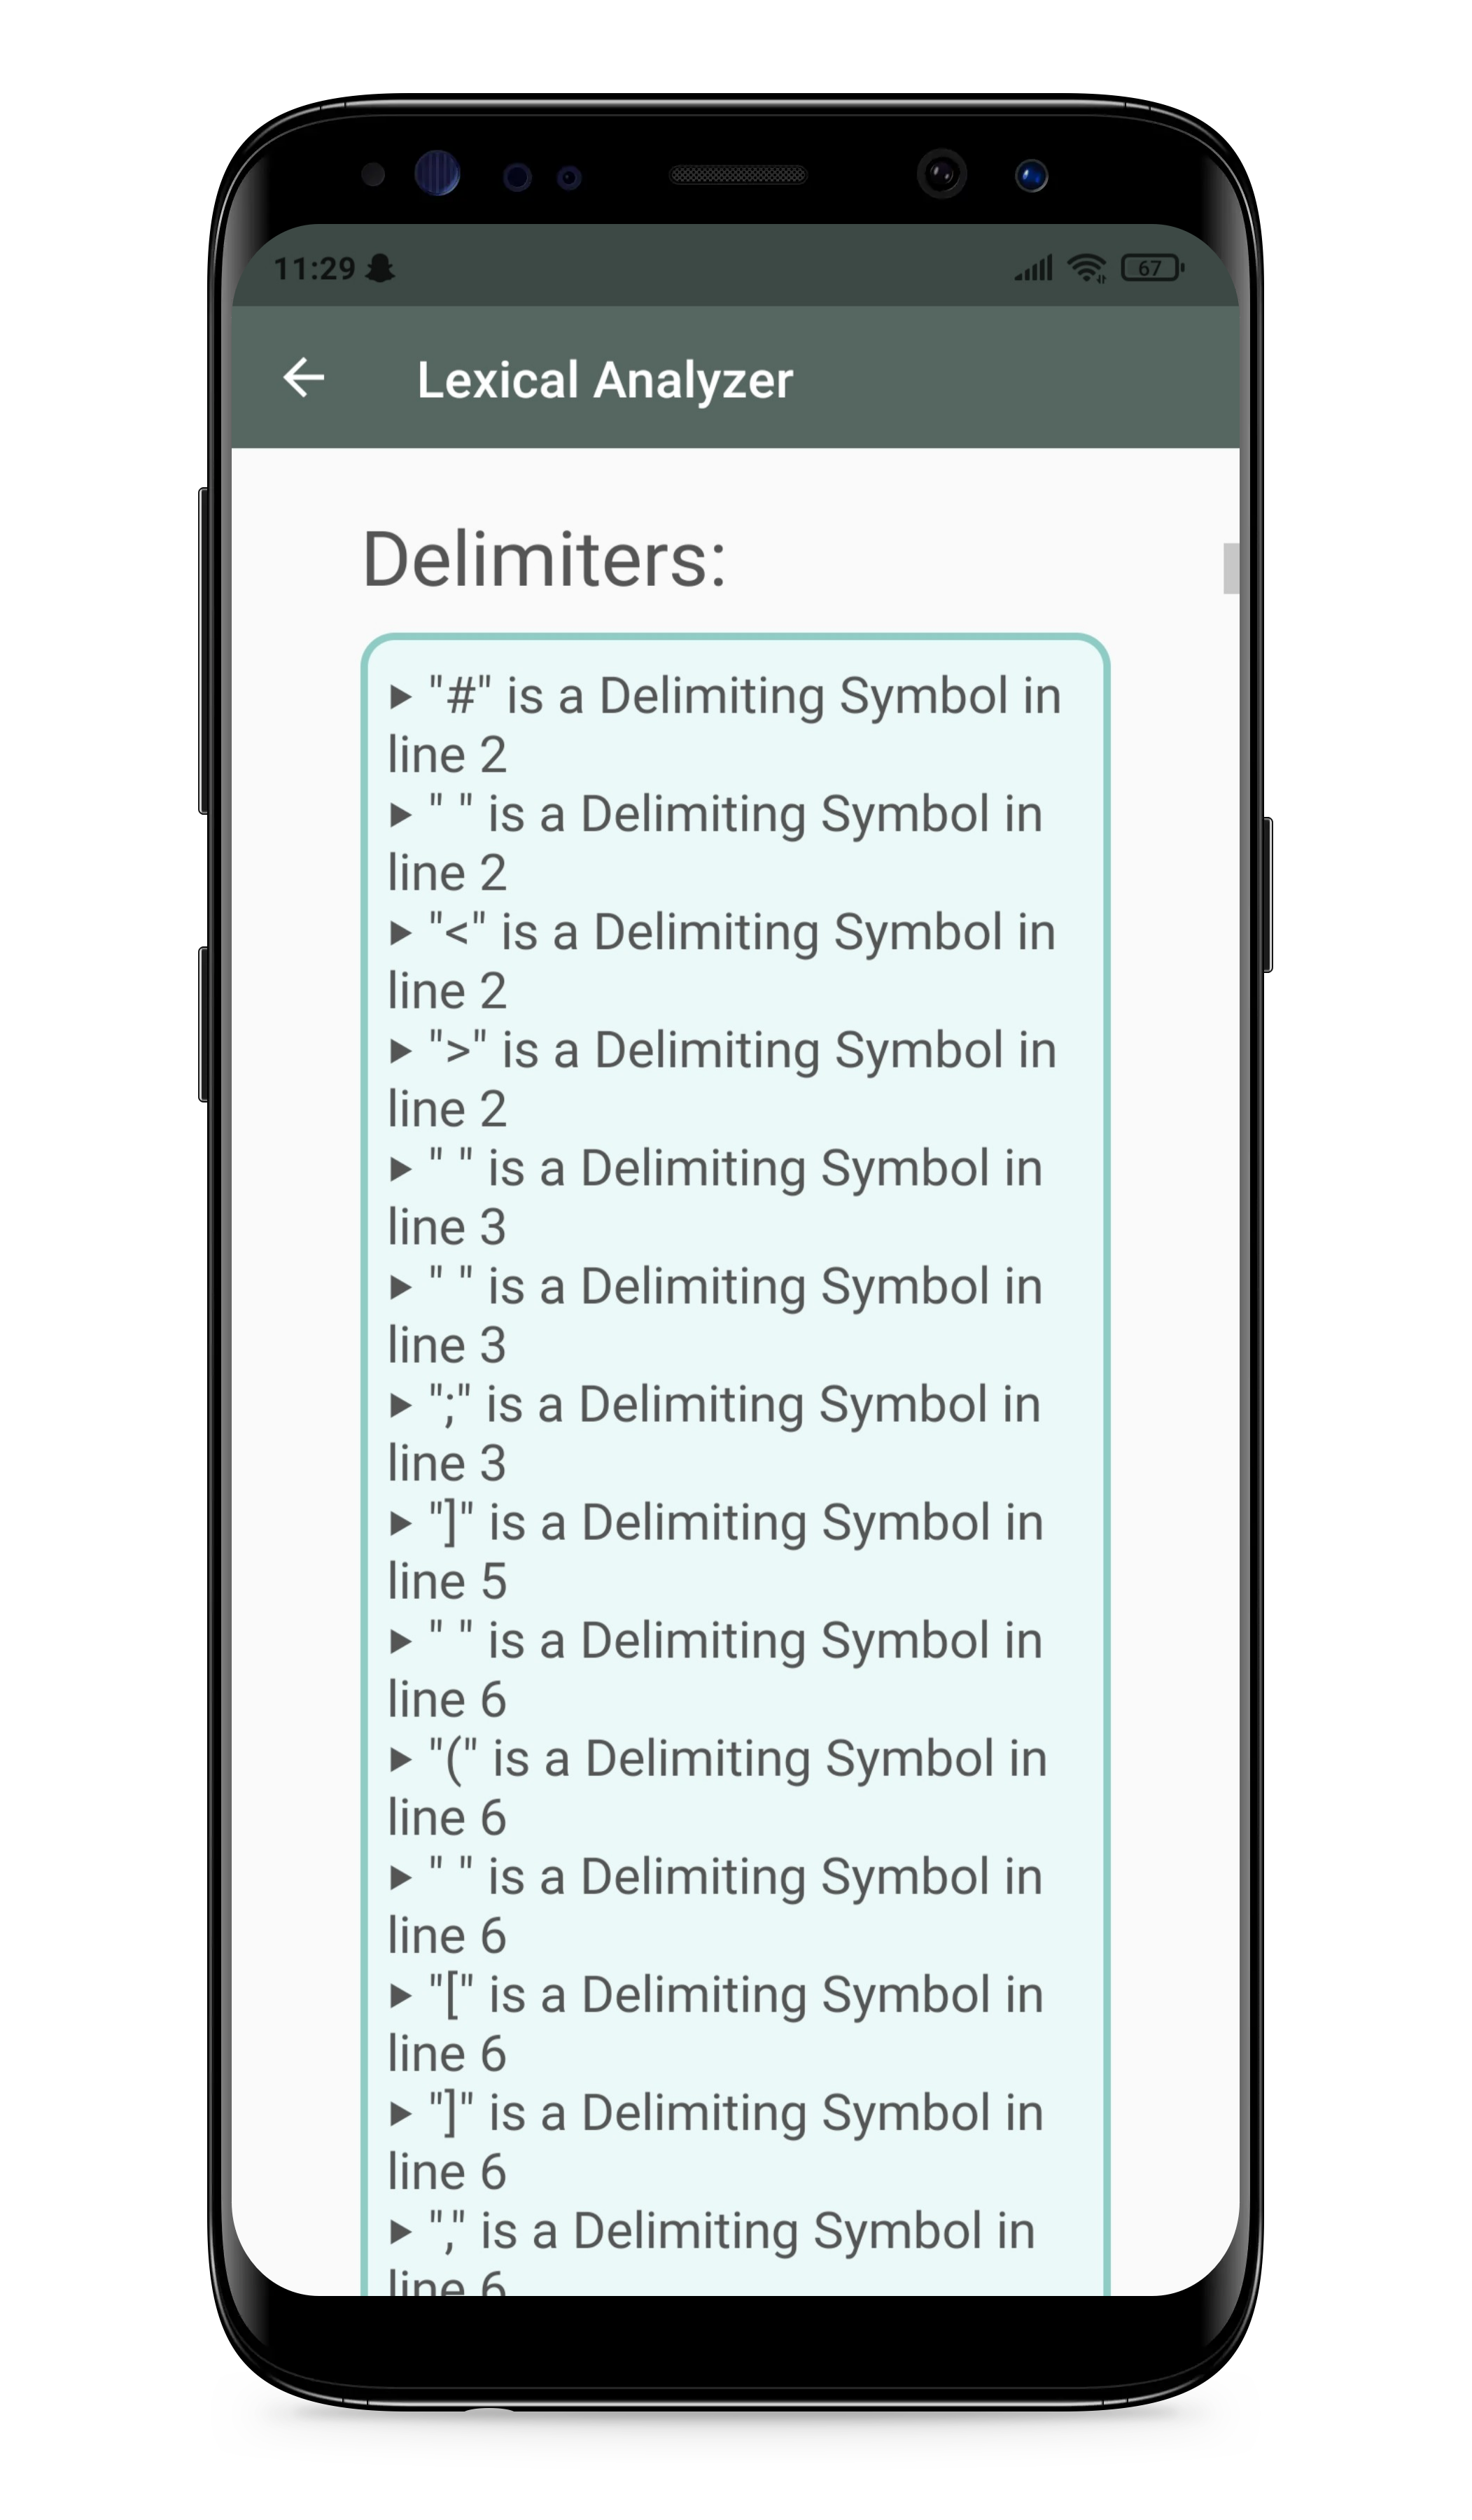 11:29
67
Lexical Analyzer
Delimiters:
▶ "#" is a Delimiting Symbol in
line 2
▶ " " is a Delimiting Symbol in
line 2
▶ "<" is a Delimiting Symbol in
line 2
▶ ">" is a Delimiting Symbol in
line 2
▶ " " is a Delimiting Symbol in
line 3
▶ " " is a Delimiting Symbol in
line 3
▶ ";" is a Delimiting Symbol in
line 3
▶ "]" is a Delimiting Symbol in
line 5
▶ " " is a Delimiting Symbol in
line 6
▶ "(" is a Delimiting Symbol in
line 6
▶ " " is a Delimiting Symbol in
line 6
▶ "[" is a Delimiting Symbol in
line 6
▶ "]" is a Delimiting Symbol in
line 6
▶ "," is a Delimiting Symbol in
line 6